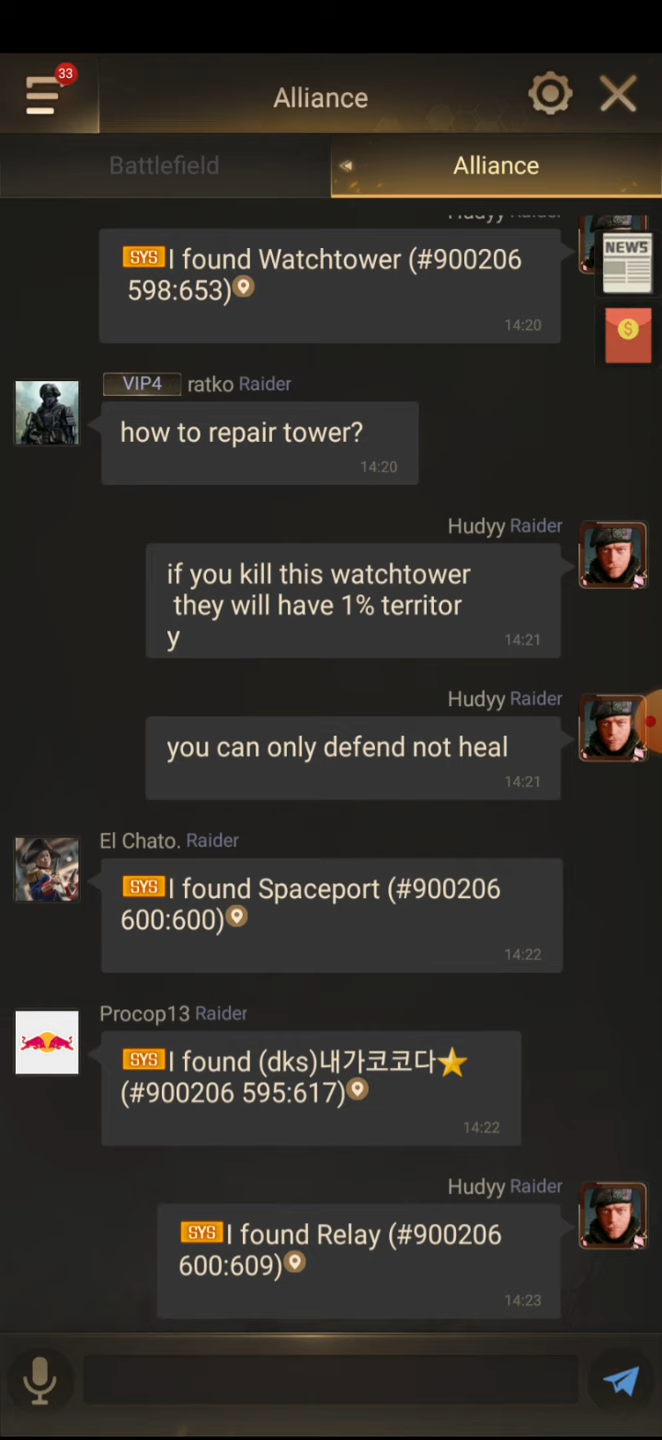 33
Alliance
Battlefield
Alliance
Hudyy Raider
SYS I found Watchtower (#900206
598:653)
NEWS
$
14:20
VIP4 ratko Raider
how to repair tower?
14:20
Hudyy Raider
if you kill this watchtower
they will have 1% territor
y
14:21
Hudyy Raider
you can only defend not heal
14:21
El Chato. Raider
SYS I found Spaceport (#900206
600:600)
14:22
Procop13 Raider
SYS I found (dks)내가코코다⭐
(#900206 595:617)
14:22
Hudyy Raider
SYS I found Relay (#900206
600:609)
14:23